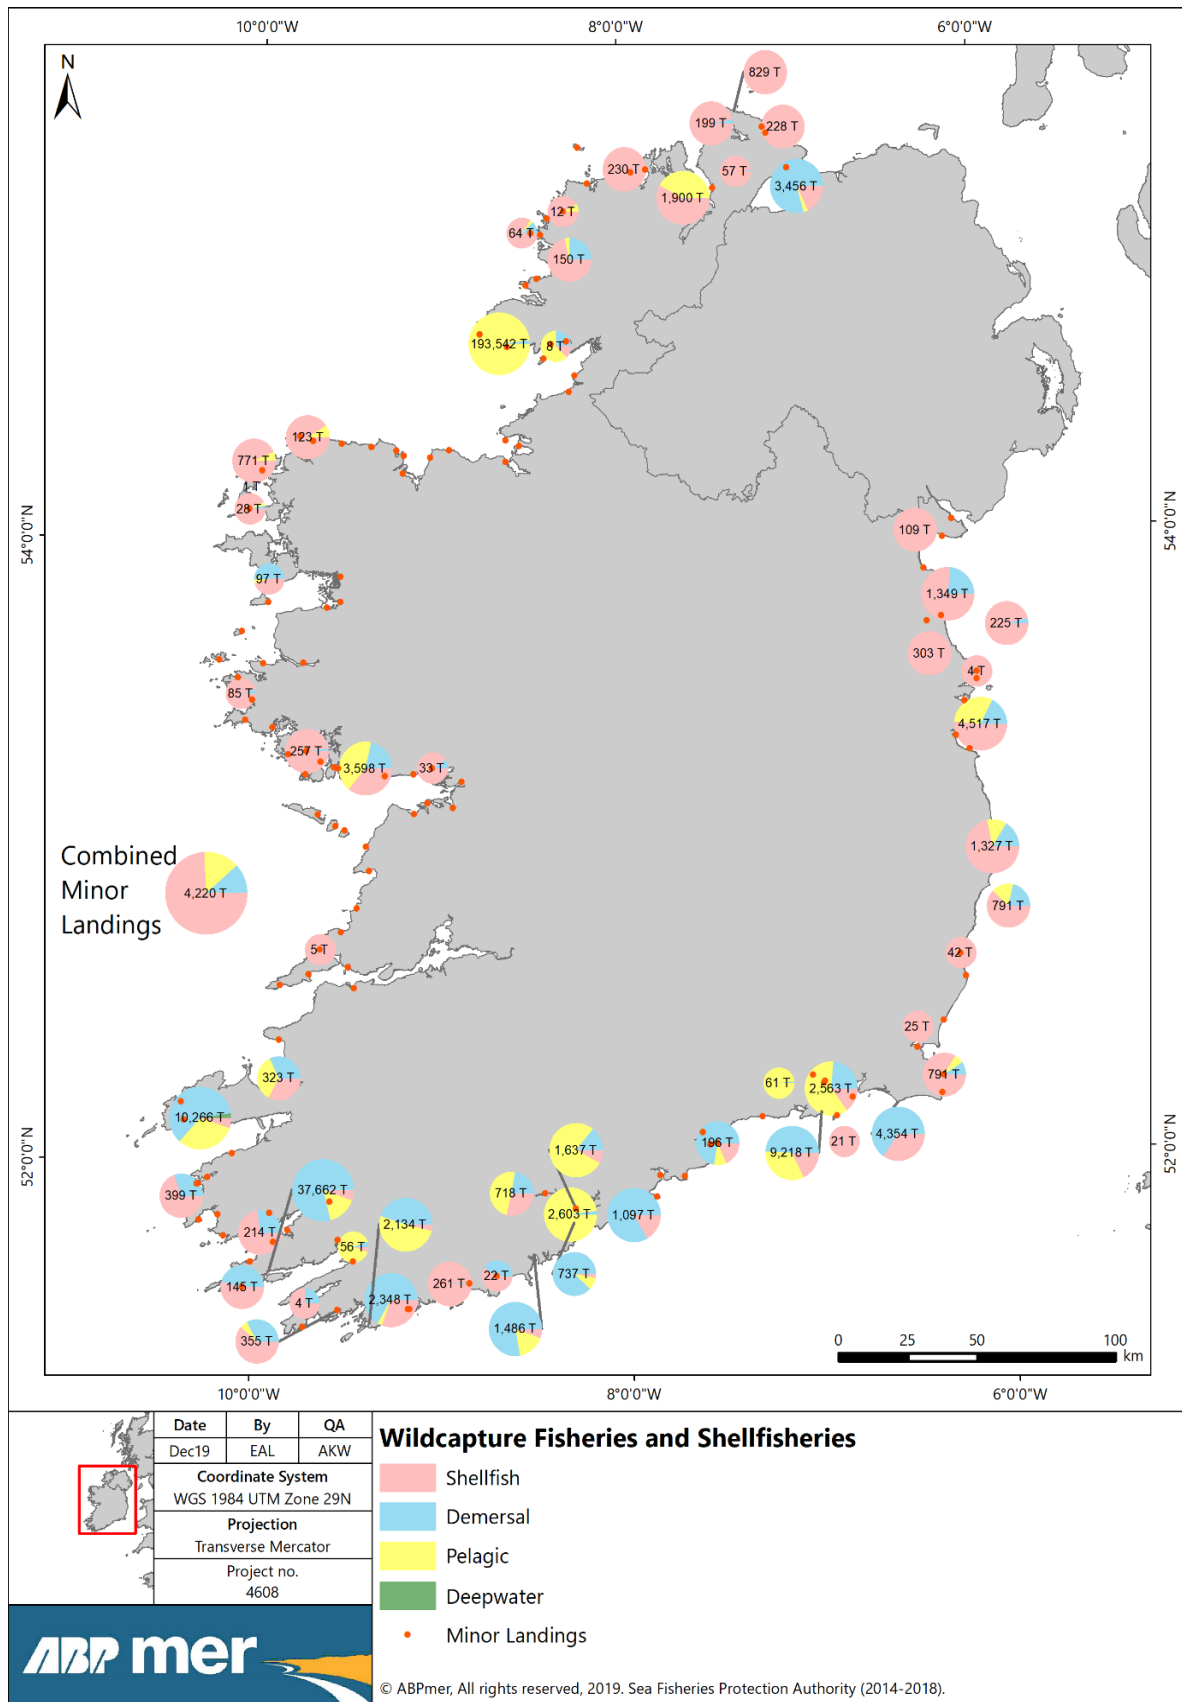 10°0'0"W
8°0'0"W
6°0'0"W
N
829 T
199 T
228 T
230 T
57 T
3,456 T
1,900 T
12 T
64 T
150 T
193,542 T
8 T
123 T
771 T
1 T
28 T
54°0'0"N
54°0'0"N
109 T
97 T
1,349 T
225 T
303 T
4 T
85 T
4,517 T
257 T
3,598 T
33 T
1,327 T
Combined
Minor
Landings
4,220 T
791 T
5 T
42 T
25 T
323 T
61 T
2,563 T
791 T
10,266 T
52°0'0"N
52°0'0"N
196 T
9,218 T
21 T
4,354 T
1,637 T
399 T
37,662 T
718 T
2,603 T
1,097 T
214 T
2,134 T
56 T
145 T
4 T
2,348 T
261 T
22 T
737 T
355 T
1,486 T
0 25 50 100
km
10°0'0"W
8°0'0"W
6°0'0"W
Date By QA
Dec19 EAL AKW
Coordinate System
WGS 1984 UTM Zone 29N
Projection
Transverse Mercator
Project no.
4608
ABPmer
Wildcapture Fisheries and Shellfisheries
Shellfish
Demersal
Pelagic
Deepwater
Minor Landings
© ABPmer, All rights reserved, 2019. Sea Fisheries Protection Authority (2014-2018).